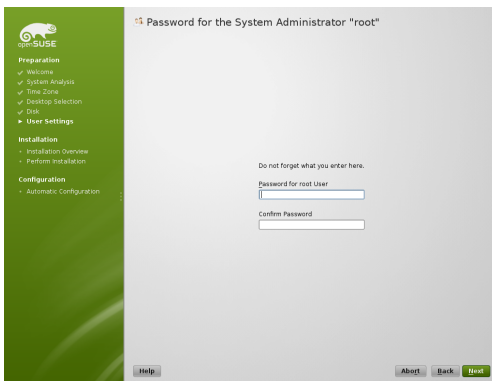 openSUSE
Preparation
Welcome
System Analysis
Time Zone
Desktop Selection
Disk
User Settings
Installation
Installation Overview
Perform Installation
Configuration
Automatic Configuration
Password for the System Administrator "root"
Do not forget what you enter here.
Password for root User
Confirm Password
Help
Abort
Back
Next